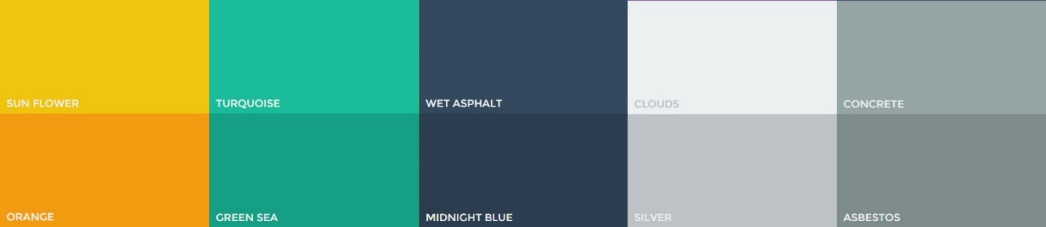 SUN FLOWER
TURQUOISE
WET ASPHALT
CLOUDS
CONCRETE
ORANGE
GREEN SEA
MIDNIGHT BLUE
SILVER
ASBESTOS